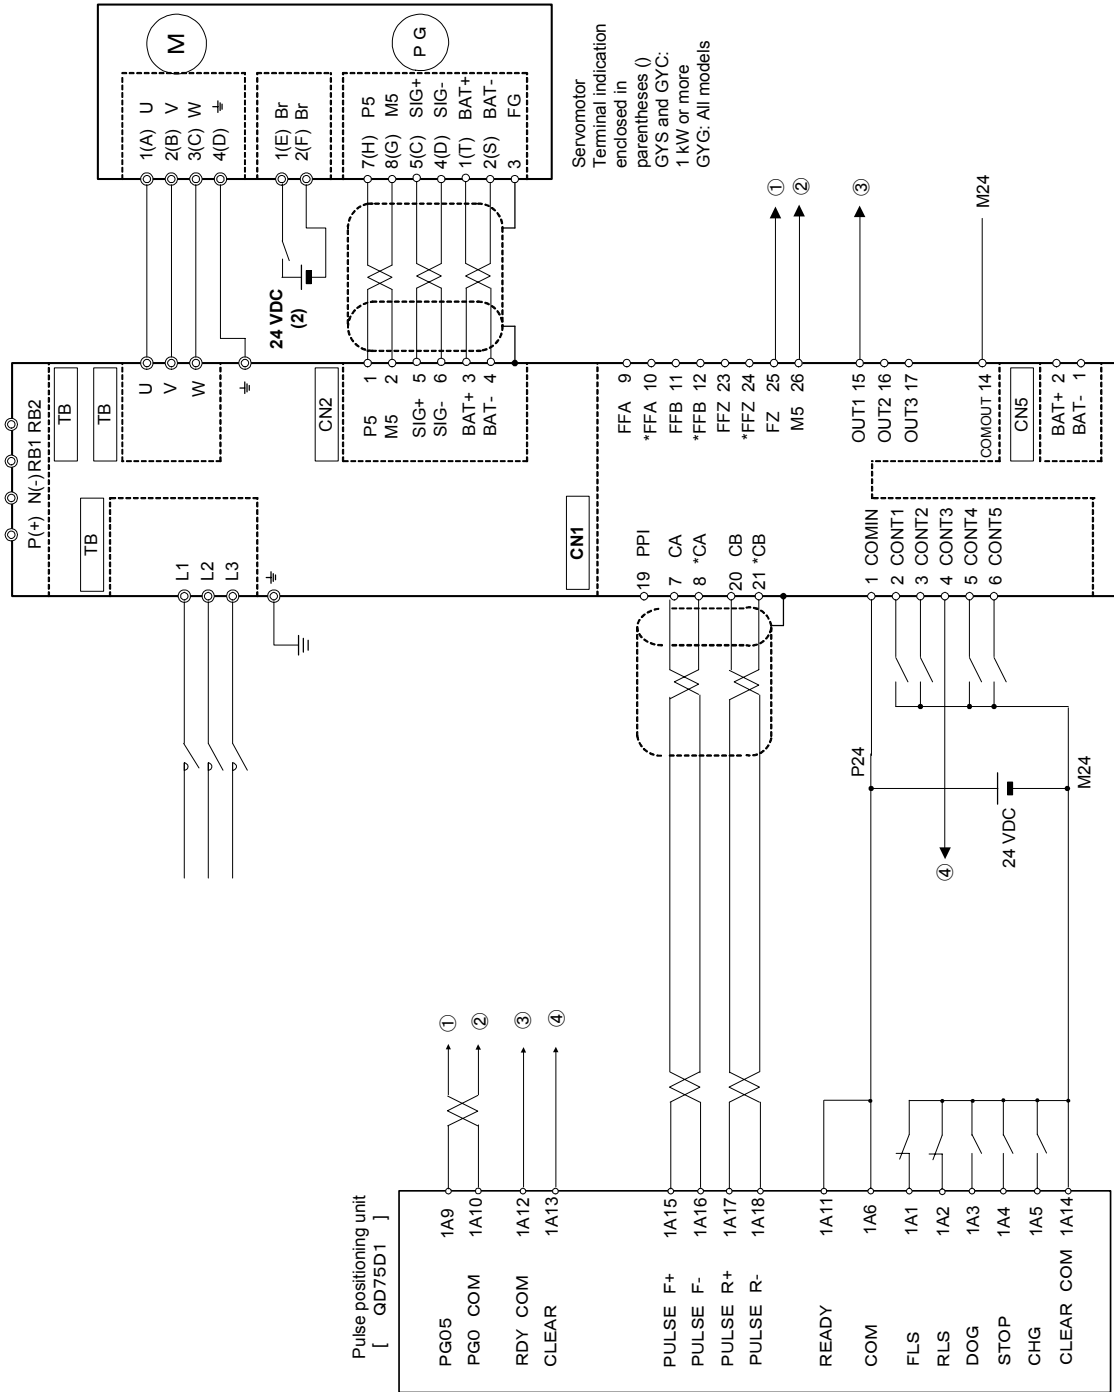 Pulse positioning unit
[ QD75D1 ]
PG05 1A9
PG0 COM 1A10
RDY COM 1A12
CLEAR 1A13
PULSE F+ 1A15
PULSE F- 1A16
PULSE R+ 1A17
PULSE R- 1A18
READY 1A11
COM 1A6
FLS 1A1
RLS 1A2
DOG 1A3
STOP 1A4
CHG 1A5
CLEAR COM 1A14
①
②
③
④
P24
④
24 VDC
M24
P(+) N(-) RB1 RB2
TB
TB
TB
L1
L2
L3
U
V
W
CN2
P5 1
M5 2
SIG+ 5
SIG- 6
BAT+ 3
BAT- 4
CN1
19 PPI
7 CA
8 *CA
20 CB
21 *CB
1 COMIN
2 CONT1
3 CONT2
4 CONT3
5 CONT4
6 CONT5
FFA 9
*FFA 10
FFB 11
*FFB 12
FFZ 23
*FFZ 24
FZ 25
M5 26
OUT1 15
OUT2 16
OUT3 17
COMOUT 14
CN5
BAT+ 2
BAT- 1
24 VDC
(2)
①
②
③
M24
1(A) U
2(B) V
3(C) W
4(D)
M
1(E) Br
2(F) Br
7(H) P5
8(G) M5
5(C) SIG+
4(D) SIG-
1(T) BAT+
2(S) BAT-
3 FG
PG
Servomotor
Terminal indication
enclosed in
parentheses ()
GYS and GYC:
1 kW or more
GYG: All models